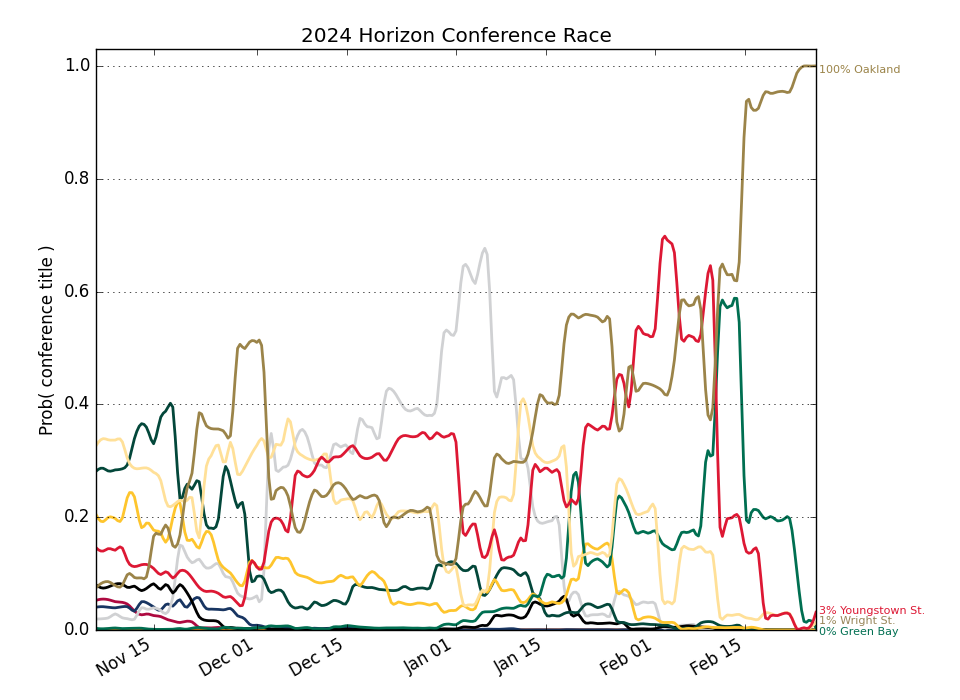 2024 Horizon Conference Race
Prob( conference title )
1.0
0.8
0.6
0.4
0.2
0.0
Nov 15
Dec 01
Dec 15
Jan 01
Jan 15
Feb 01
Feb 15
100% Oakland
3% Youngstown St.
1% Wright St.
0% Green Bay